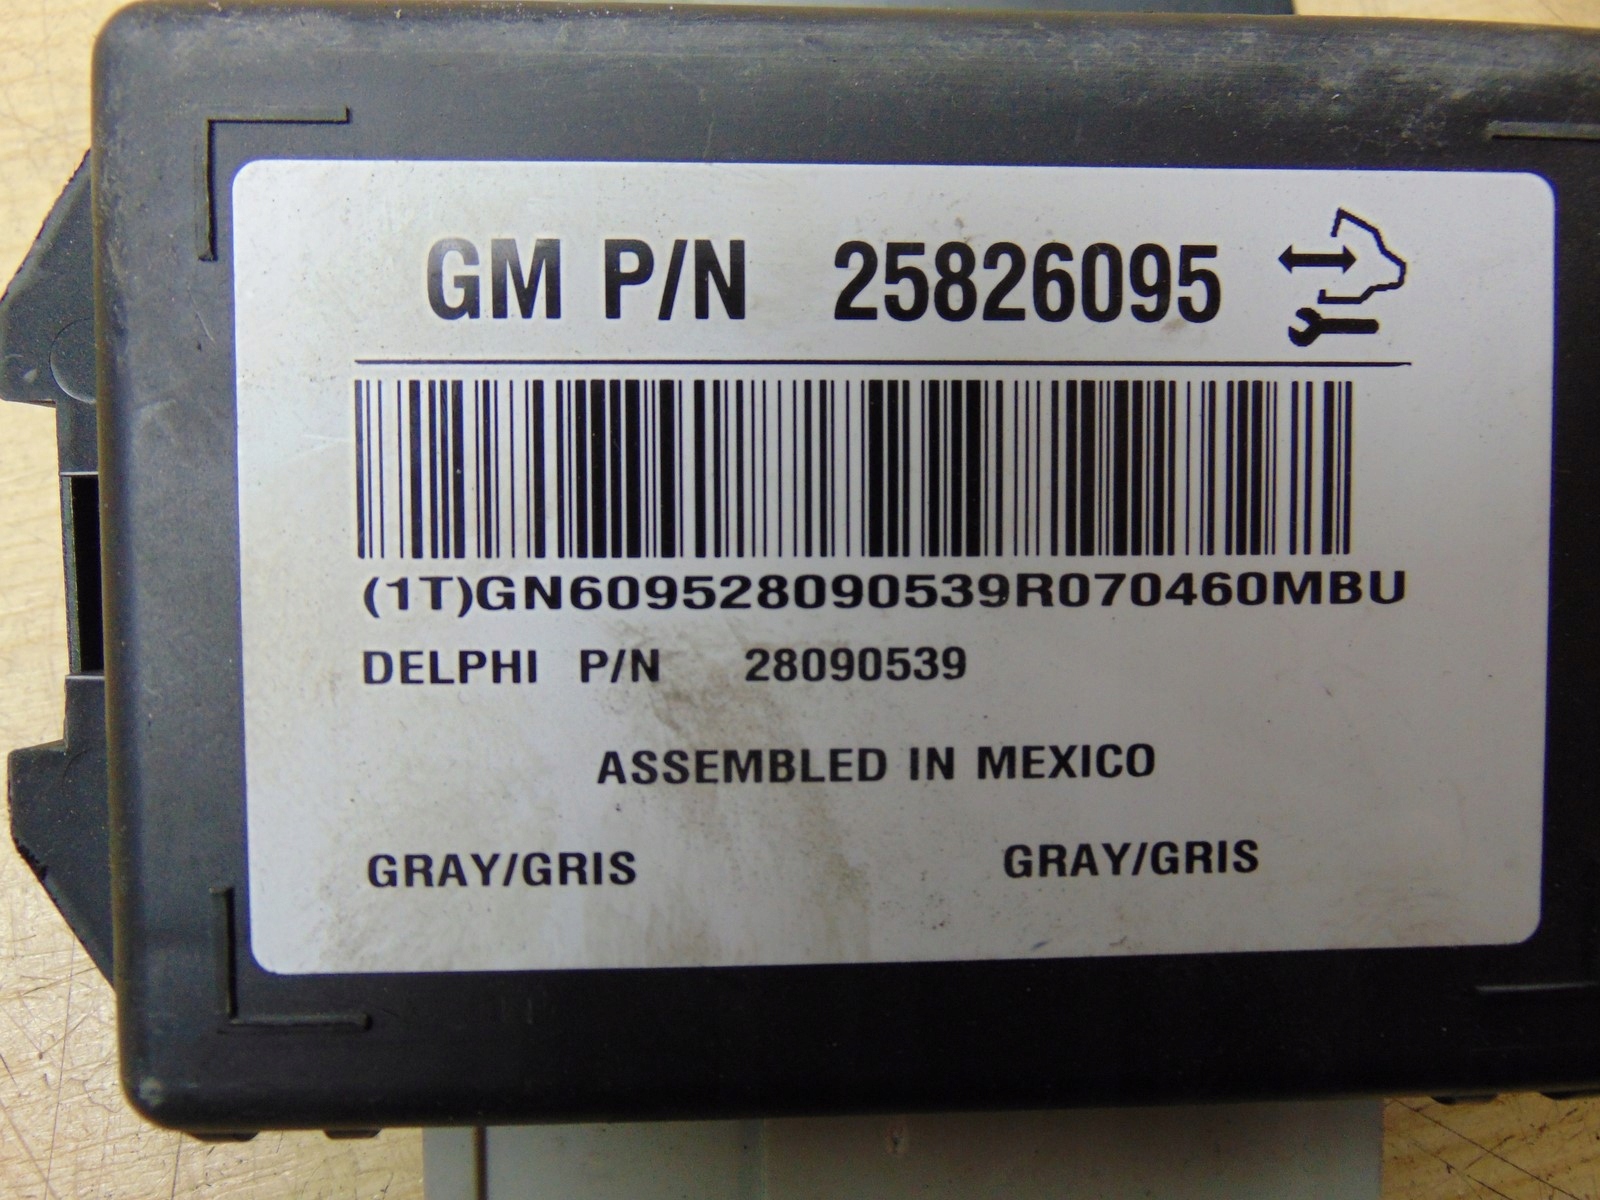 GM P/N 25826095
(1T)GN609528090539R070460MBU
DELPHI P/N 28090539
ASSEMBLED IN MEXICO
GRAY/GRIS GRAY/GRIS